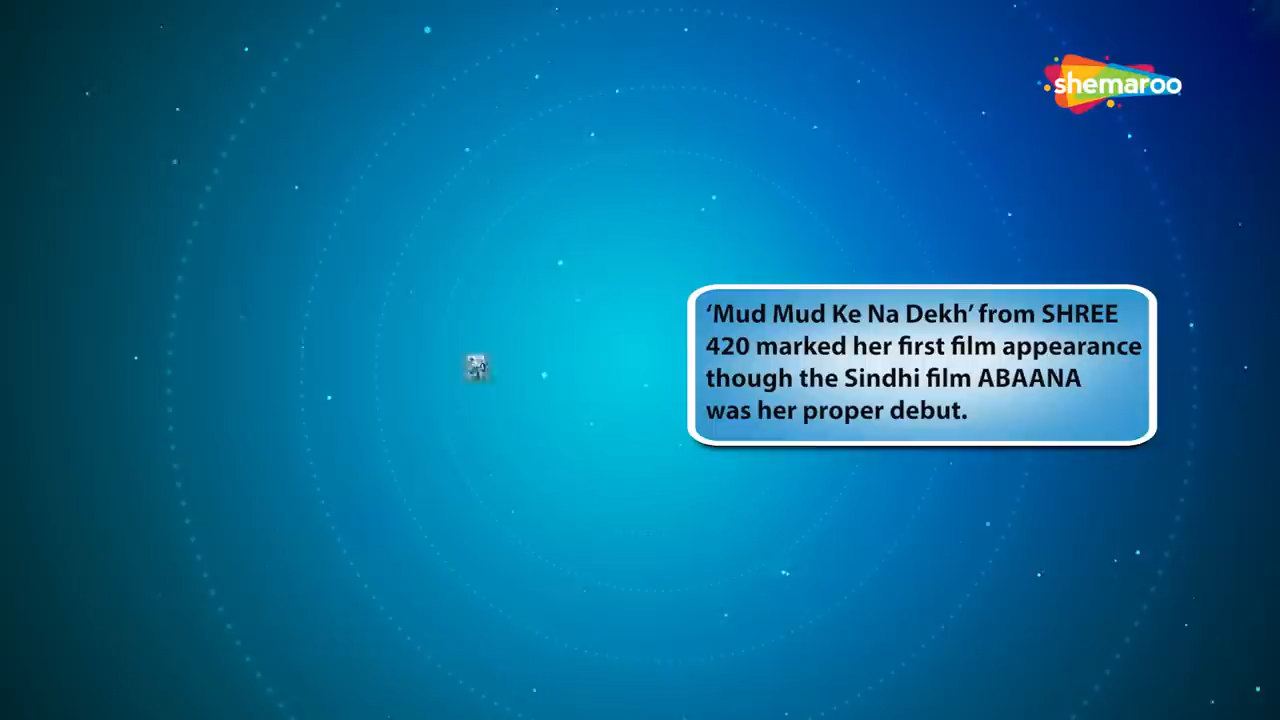 shemaroo
‘Mud Mud Ke Na Dekh’ from SHREE
420 marked her first film appearance
though the Sindhi film ABAANA
was her proper debut.